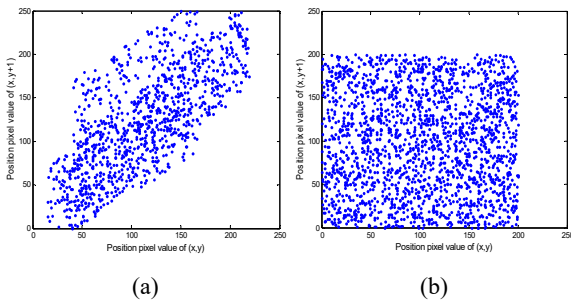 250
200
150
100
50
0
Position pixel value of (x,y+1)
0 50 100 150 200 250
Position pixel value of (x,y)
(a)
250
200
150
100
50
0
Position pixel value of (x,y+1)
0 50 100 150 200 250
Position pixel value of (x,y)
(b)